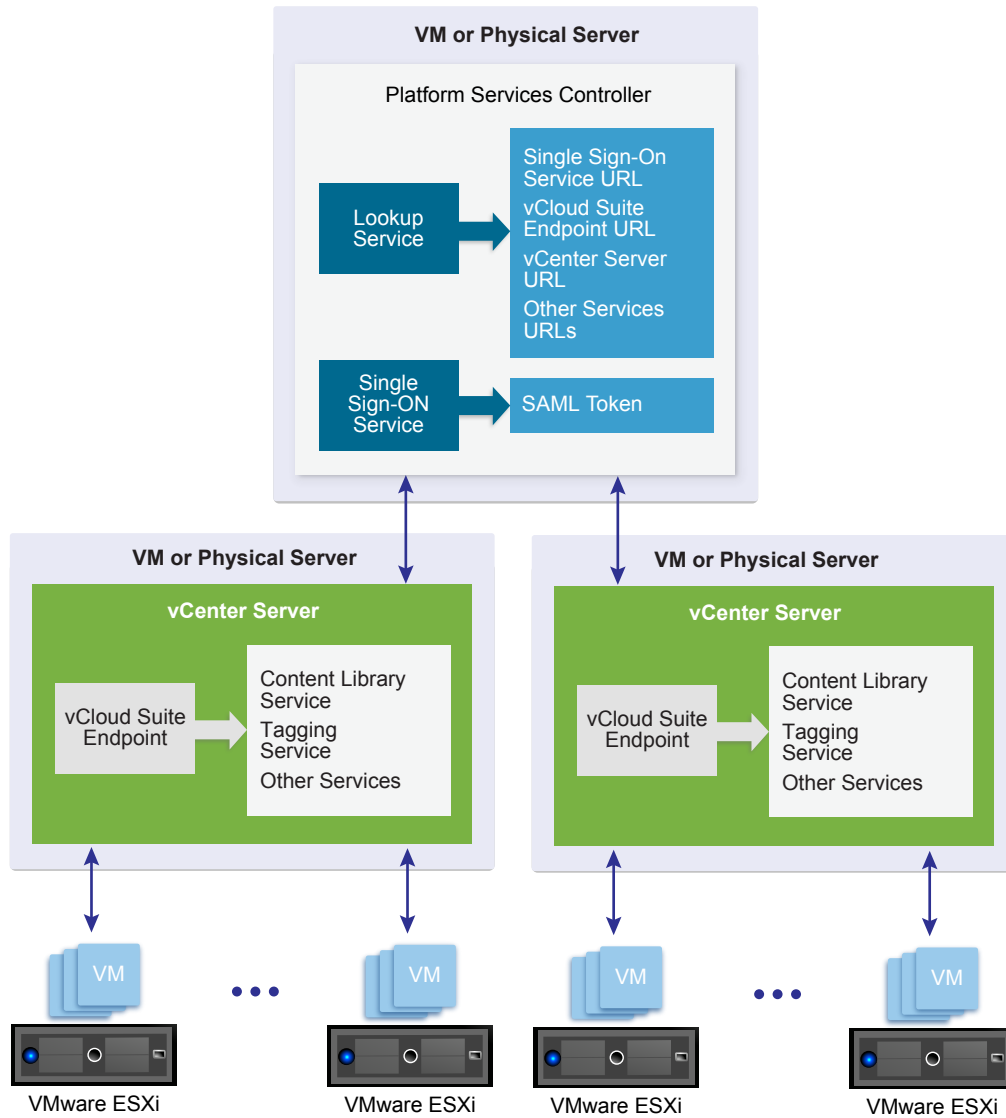 VM or Physical Server
Platform Services Controller
Lookup
Service
Single Sign-On
Service URL
vCloud Suite
Endpoint URL
vCenter Server
URL
Other Services
URLs
Single
Sign-ON
Service
SAML Token
VM or Physical Server
vCenter Server
vCloud Suite
Endpoint
Content Library
Service
Tagging
Service
Other Services
VM or Physical Server
vCenter Server
vCloud Suite
Endpoint
Content Library
Service
Tagging
Service
Other Services
VM
VM
VM
VM
VMware ESXi
VMware ESXi
VMware ESXi
VMware ESXi